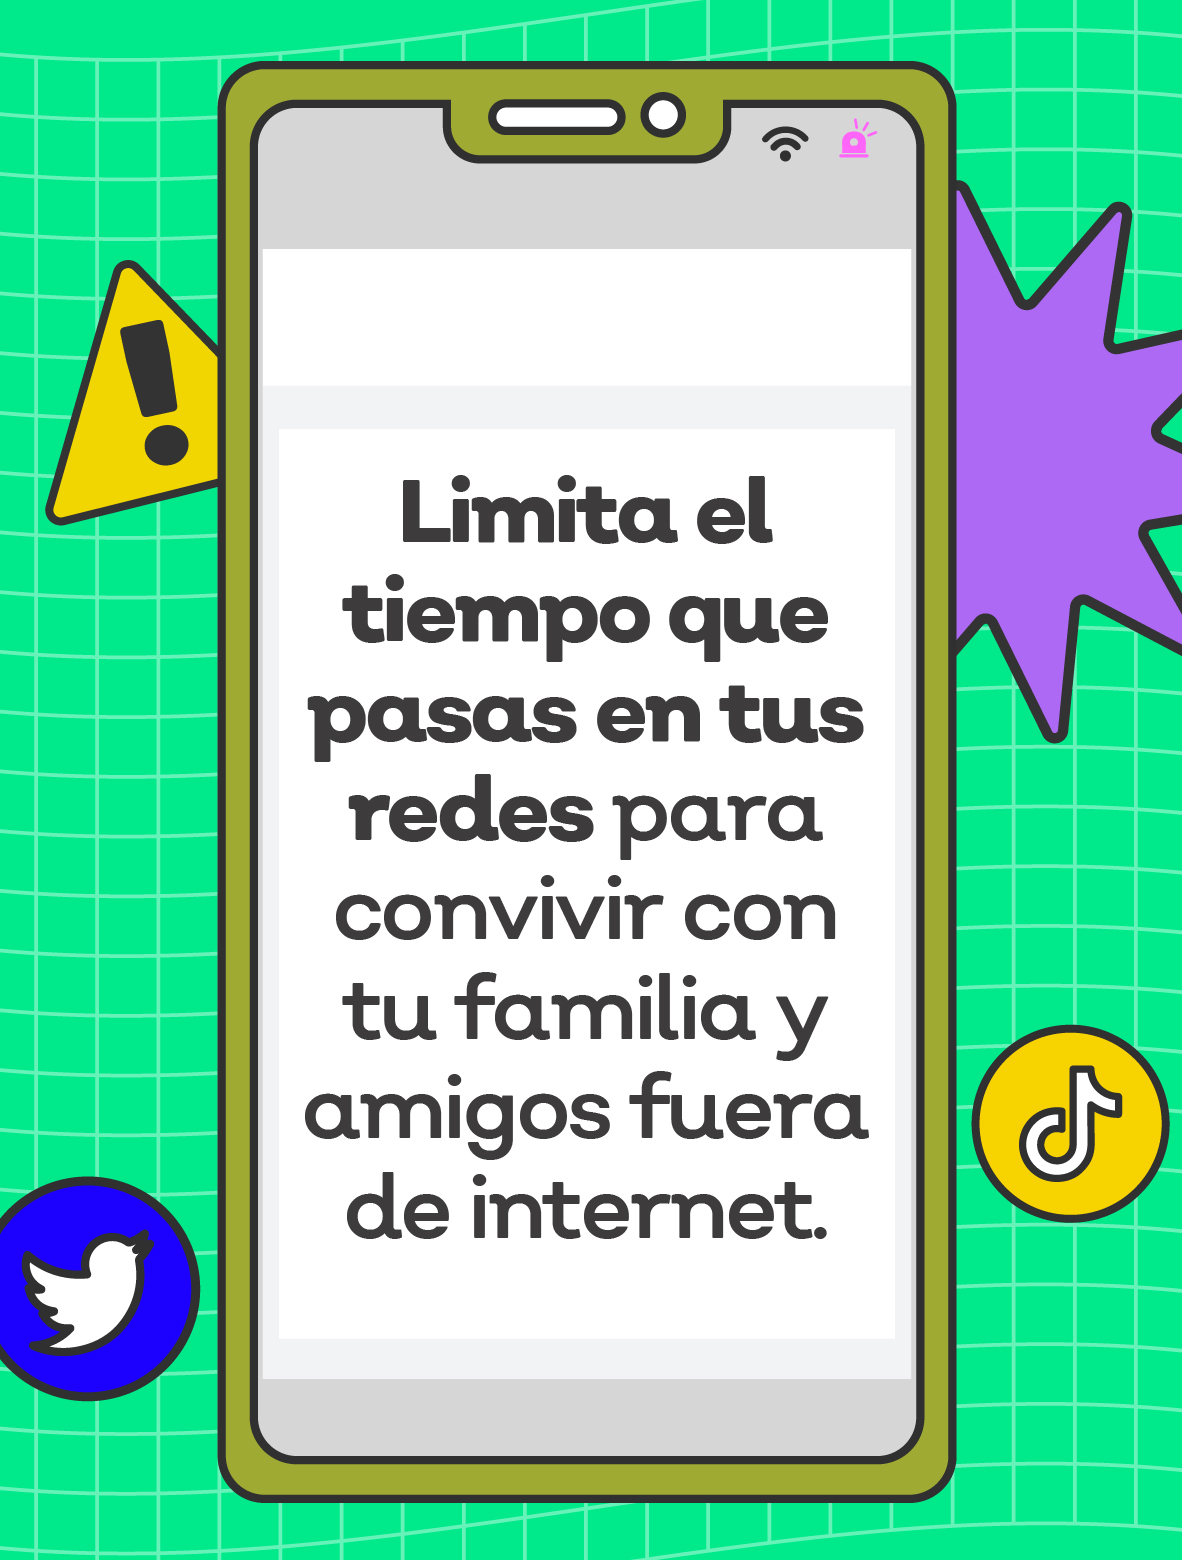 Limita el
tiempo que
pasas en tus
redes para
convivir con
tu familia y
amigos fuera
de internet.